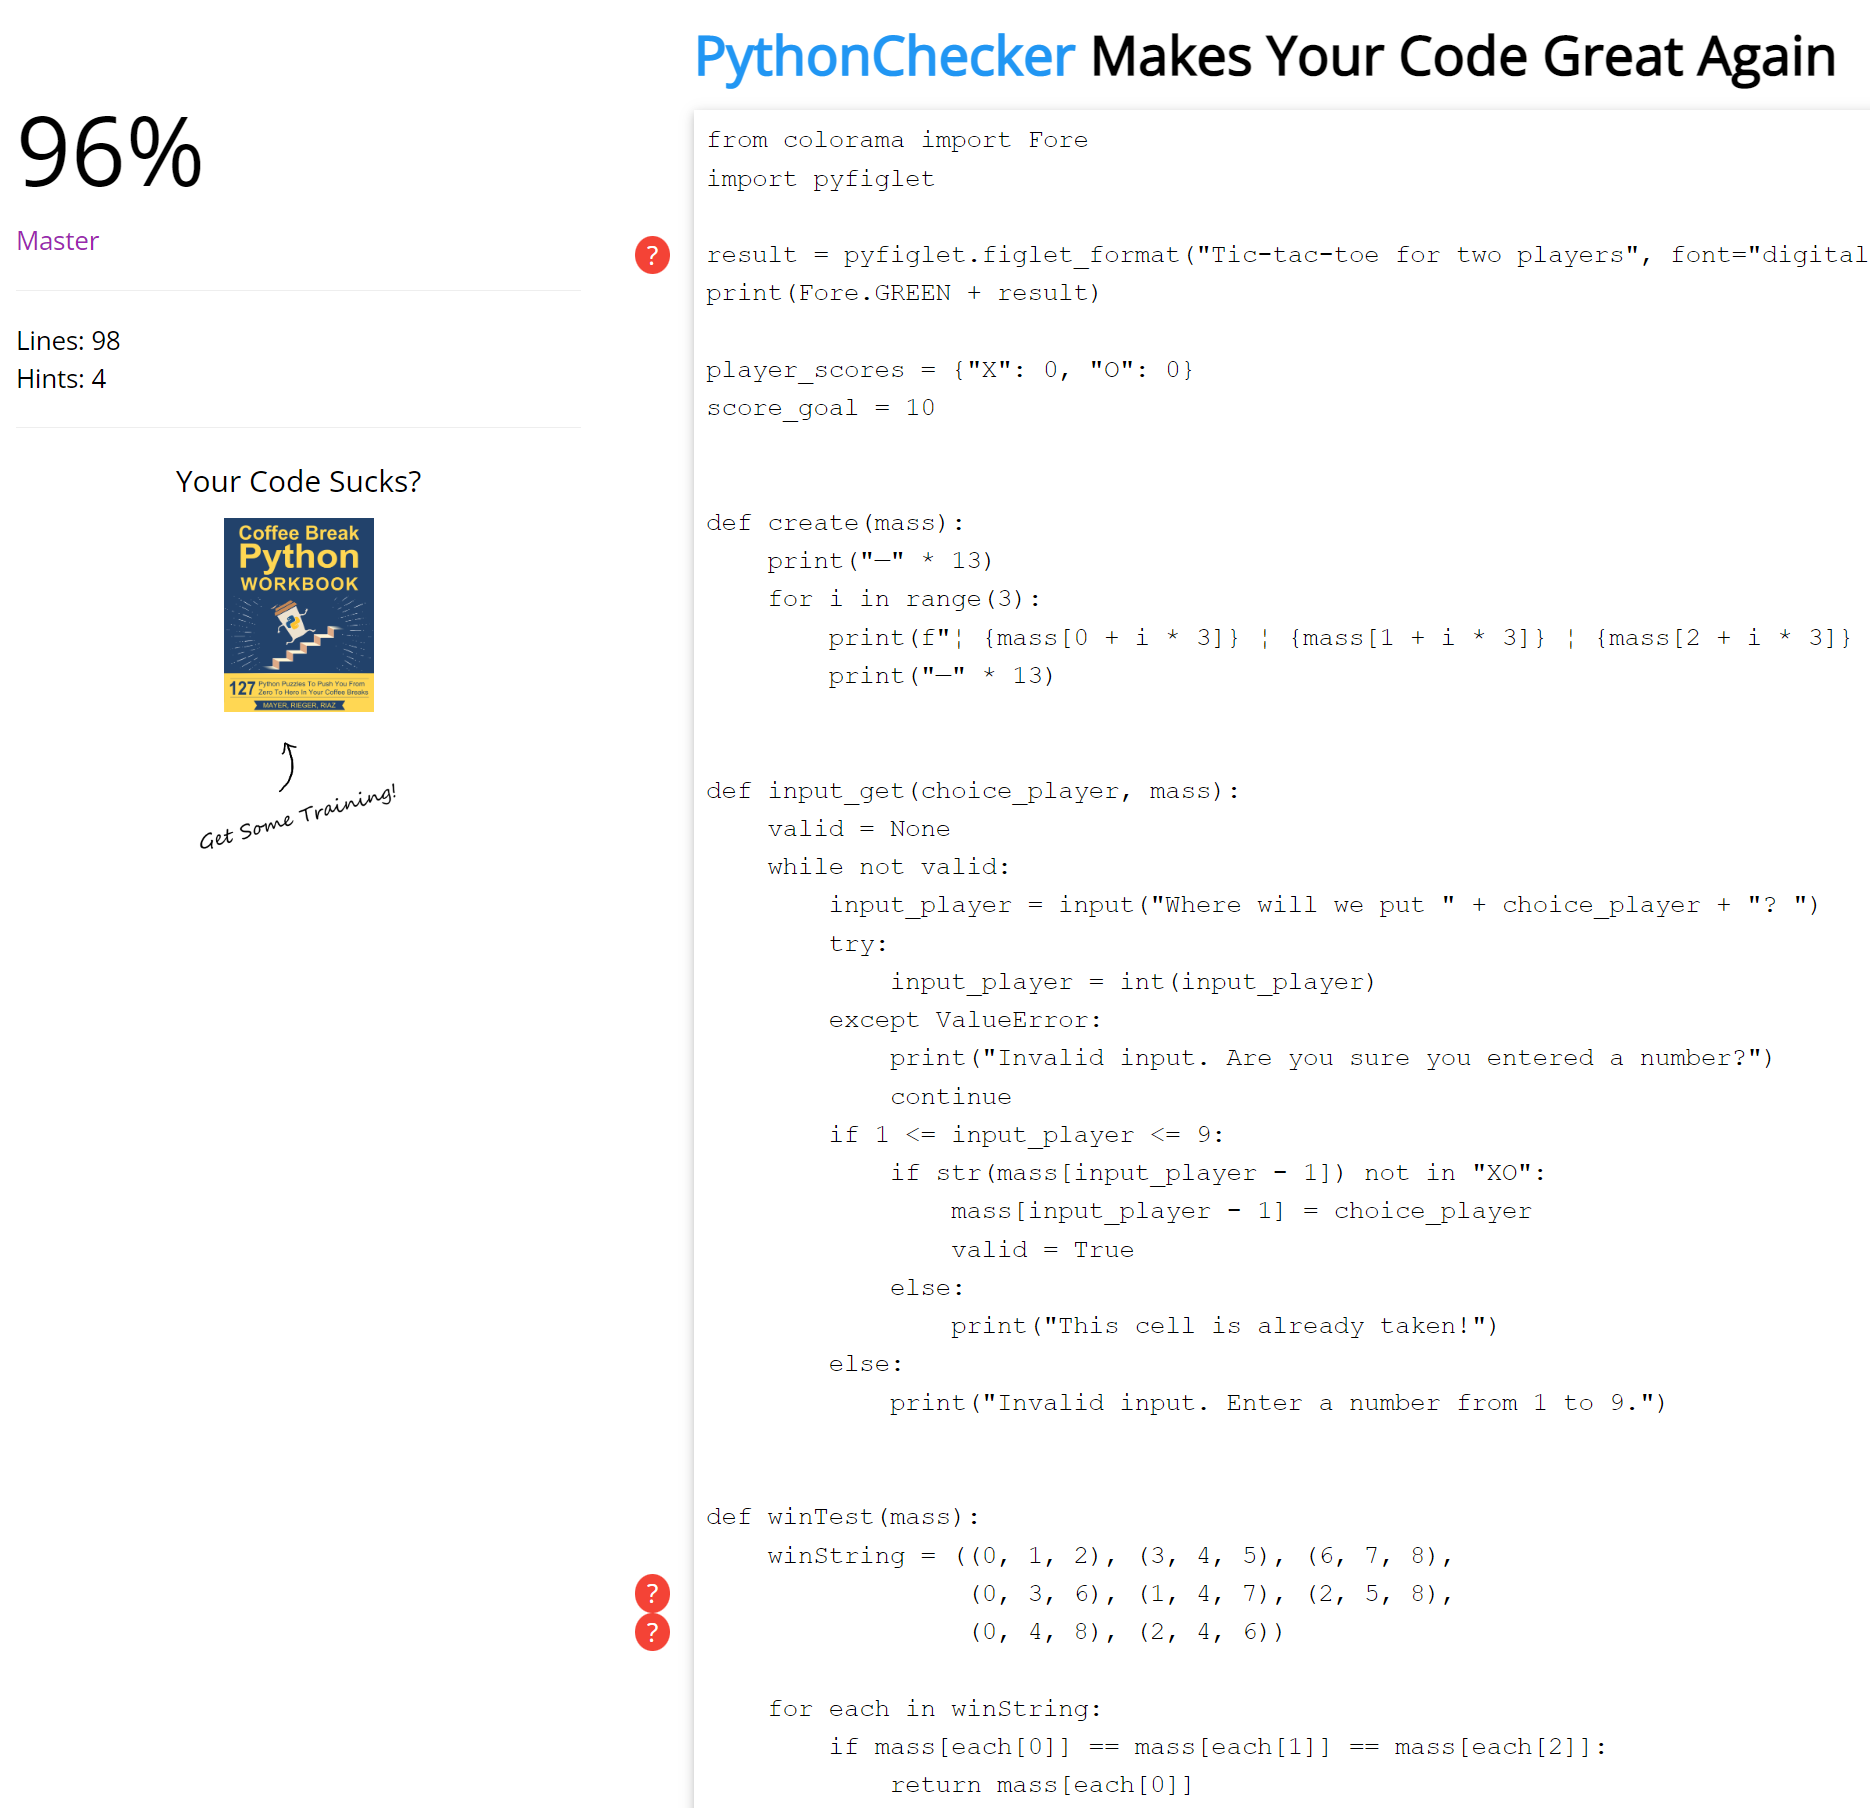 PythonChecker Makes Your Code Great Again
96%
Master
Lines: 98
Hints: 4
Your Code Sucks?
Coffee Break
Python
WORKBOOK
127 Python Puzzles To Push You From
Zero To Hero In Your Coffee Breaks
MAYER, RIEGER, RIAZ
Get Some Training!
?
?
?
from colorama import Fore
import pyfiglet
result = pyfiglet.figlet_format("Tic-tac-toe for two players", font="digital
print(Fore.GREEN + result)
player_scores = {"X": 0, "O": 0}
score_goal = 10
def create(mass):
    print("—" * 13)
    for i in range(3):
        print(f"¦ {mass[0 + i * 3]} ¦ {mass[1 + i * 3]} ¦ {mass[2 + i * 3]}
        print("—" * 13)
def input_get(choice_player, mass):
    valid = None
    while not valid:
        input_player = input("Where will we put " + choice_player + "? ")
        try:
            input_player = int(input_player)
        except ValueError:
            print("Invalid input. Are you sure you entered a number?")
            continue
        if 1 <= input_player <= 9:
            if str(mass[input_player - 1]) not in "XO":
                mass[input_player - 1] = choice_player
                valid = True
            else:
                print("This cell is already taken!")
        else:
            print("Invalid input. Enter a number from 1 to 9.")
def winTest(mass):
    winString = ((0, 1, 2), (3, 4, 5), (6, 7, 8),
                 (0, 3, 6), (1, 4, 7), (2, 5, 8),
                 (0, 4, 8), (2, 4, 6))
    for each in winString:
        if mass[each[0]] == mass[each[1]] == mass[each[2]]:
            return mass[each[0]]